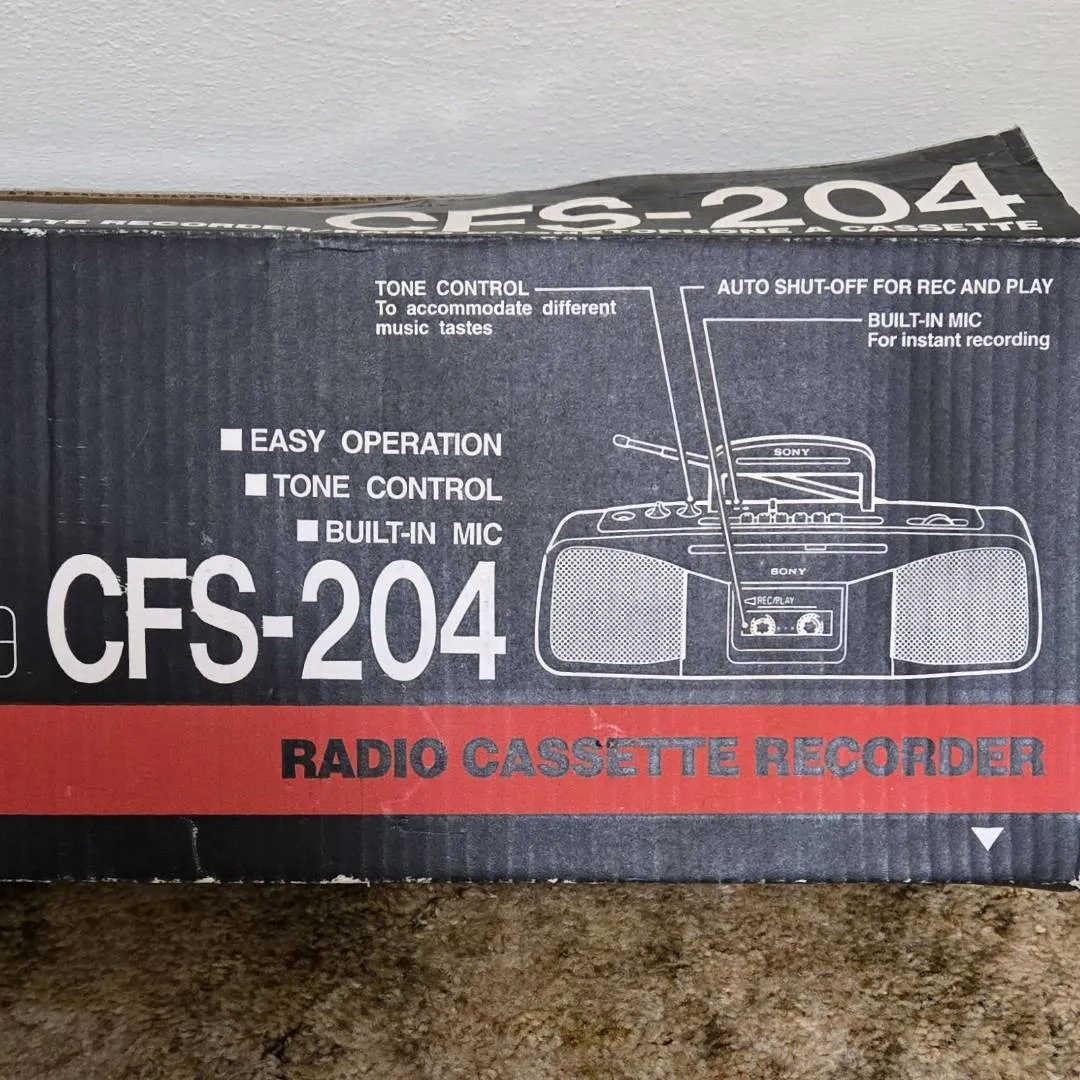 CFS-204
RECORDER
A CASSETTE
TONE CONTROL
To accommodate different
music tastes
AUTO SHUT-OFF FOR REC AND PLAY
BUILT-IN MIC
For instant recording
■ EASY OPERATION
■ TONE CONTROL
■ BUILT-IN MIC
CFS-204
SONY
SONY
REC/PLAY
RADIO CASSETTE RECORDER